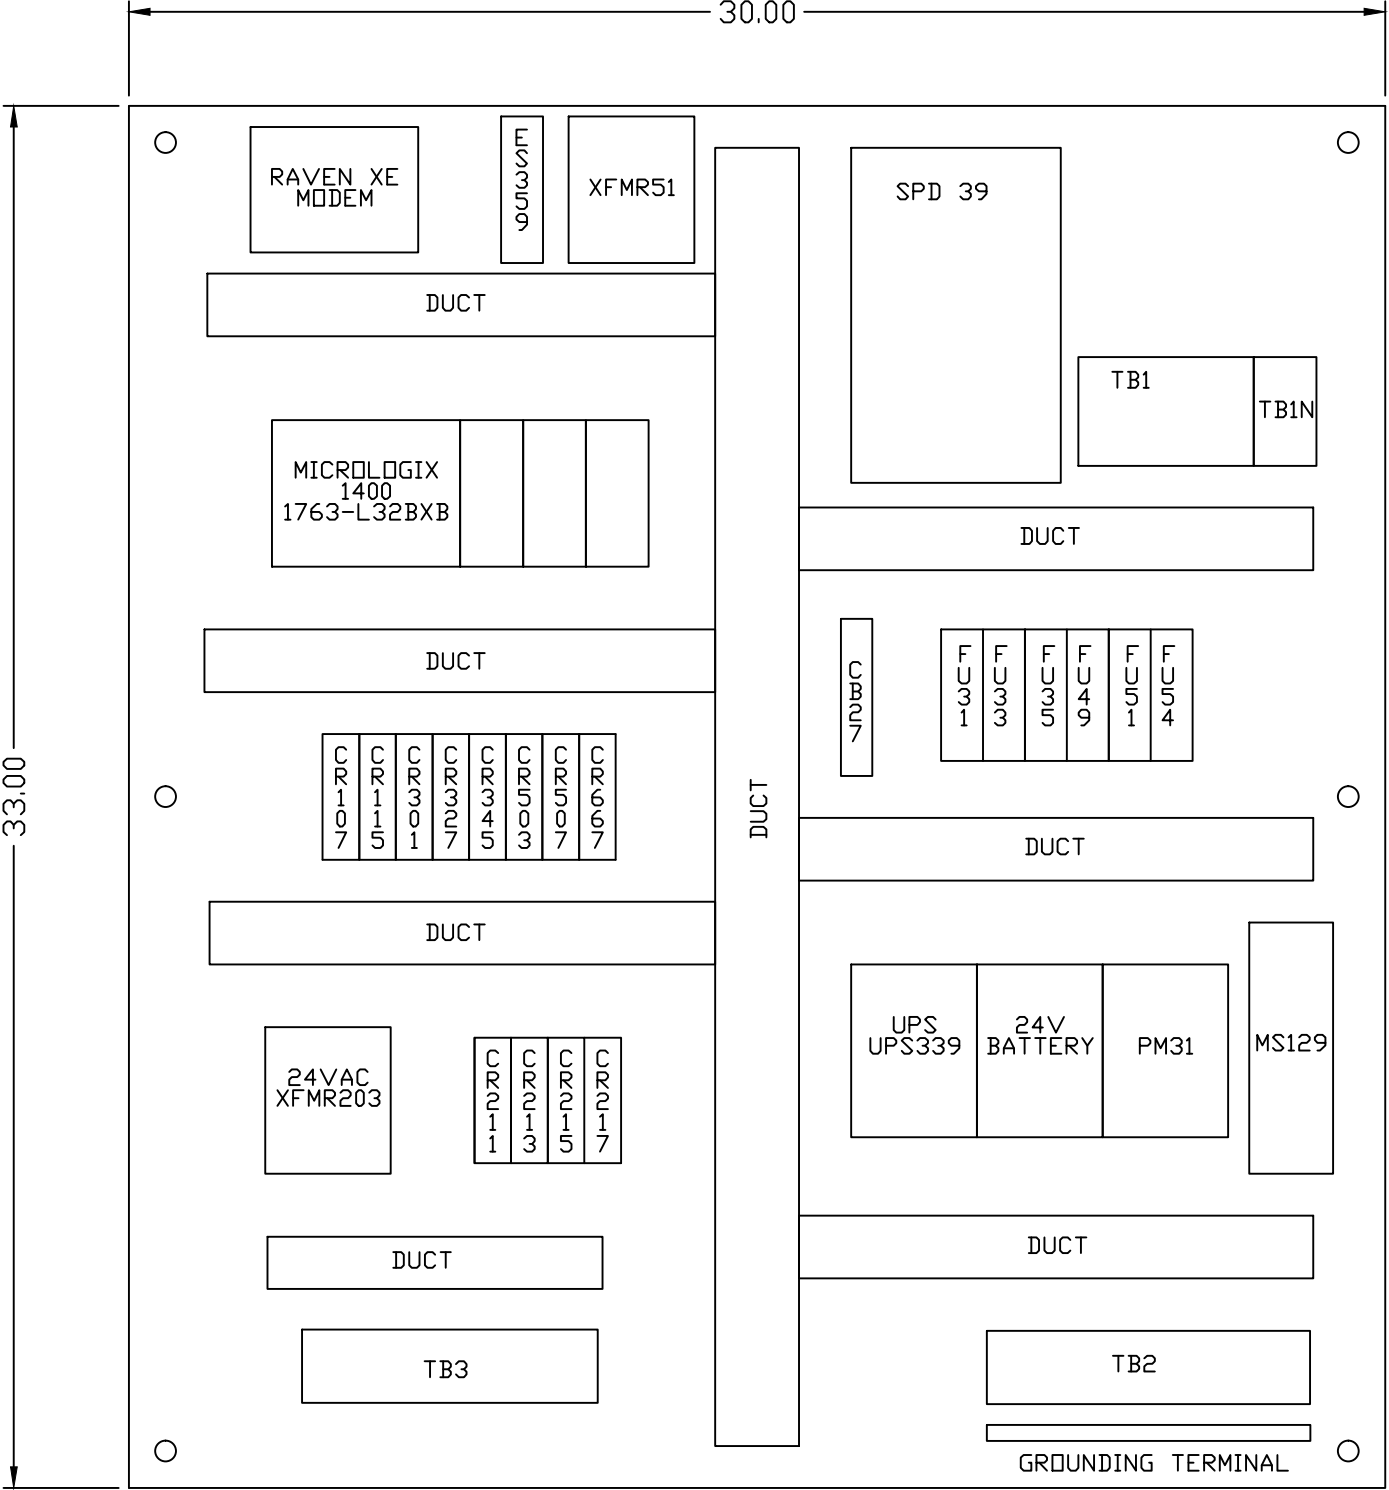 30.00
33.00
RAVEN XE
MODEM
ES359
XFMR51
SPD 39
DUCT
TB1
TB1N
MICROLOGIX
1400
1763-L32BXB
DUCT
DUCT
CB27
FU31
FU33
FU35
FU49
FU51
FU54
CR107
CR115
CR301
CR327
CR345
CR503
CR507
CR667
DUCT
DUCT
DUCT
24VAC
XFMR203
CR211
CR213
CR215
CR217
UPS
UPS339
24V
BATTERY
PM31
MS129
DUCT
DUCT
TB3
TB2
GROUNDING TERMINAL